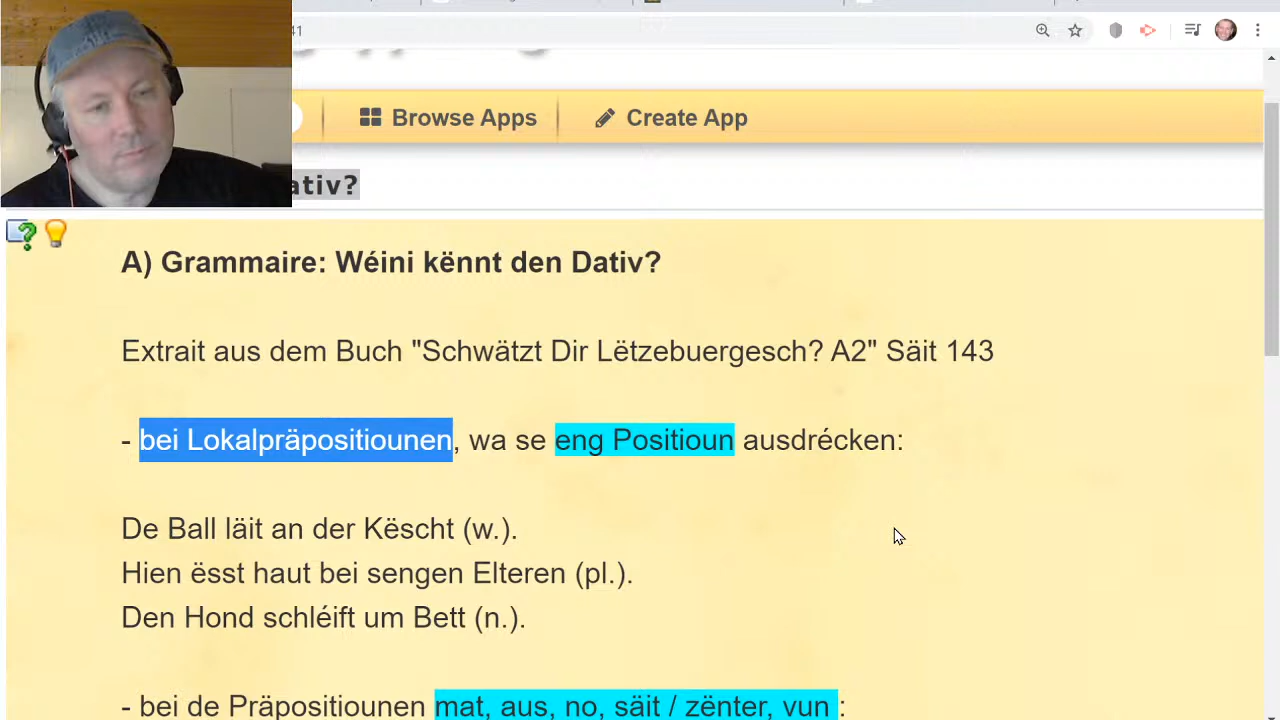 41
Browse Apps
Create App
ativ?
A) Grammaire: Wéini kënnt den Dativ?
Extrait aus dem Buch "Schwätzt Dir Lëtzebuergesch? A2" Säit 143
- bei Lokalpräpositiounen, wa se eng Positioun ausdrécken:
De Ball läit an der Këscht (w.).
Hien ësst haut bei sengen Elteren (pl.).
Den Hond schléift um Bett (n.).
- bei de Präpositiounen mat, aus, no, säit / zënter, vun :